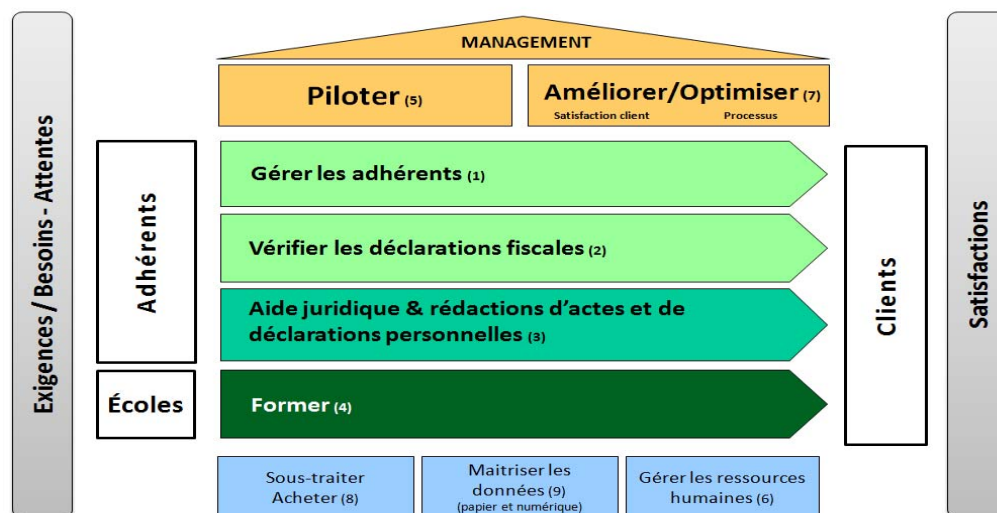 MANAGEMENT
Piloter (5)
Améliorer/Optimiser (7)
Satisfaction client
Processus
Exigences / Besoins - Attentes
Adhérents
Écoles
Gérer les adhérents (1)
Vérifier les déclarations fiscales (2)
Aide juridique & rédactions d'actes et de
déclarations personnelles (3)
Former (4)
Clients
Satisfactions
Sous-traiter
Acheter (8)
Maitriser les
données (9)
(papier et numérique)
Gérer les ressources
humaines (6)